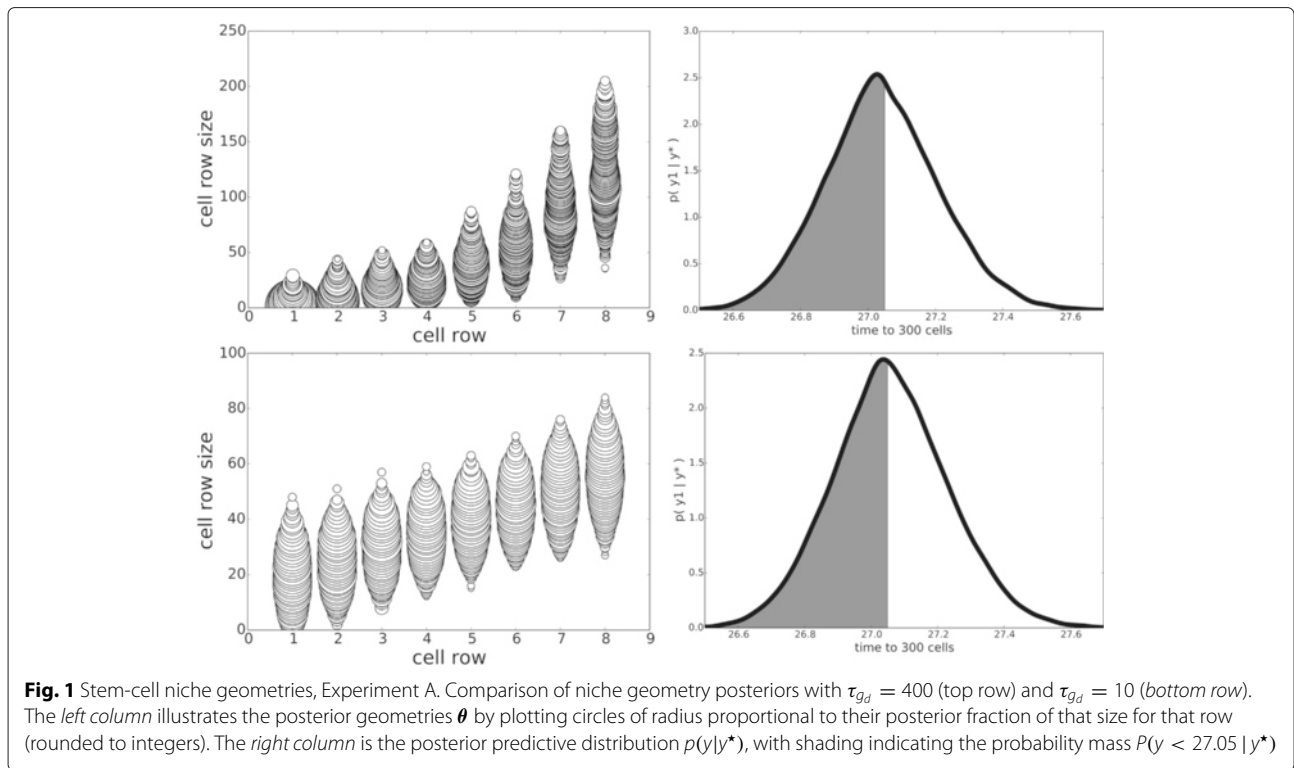 250
200
150
100
50
0
cell row size
0 1 2 3 4 5 6 7 8 9
cell row
3.0
2.5
2.0
1.5
1.0
0.5
0.0
p( y1 | y* )
26.6 26.8 27.0 27.2 27.4 27.6
time to 300 cells
100
80
60
40
20
0
cell row size
0 1 2 3 4 5 6 7 8 9
cell row
2.5
2.0
1.5
1.0
0.5
0.0
p( y1 | y* )
26.6 26.8 27.0 27.2 27.4 27.6
time to 300 cells
Fig. 1 Stem-cell niche geometries, Experiment A. Comparison of niche geometry posteriors with τ_{g_d} = 400 (top row) and τ_{g_d} = 10 (bottom row).
The left column illustrates the posterior geometries θ by plotting circles of radius proportional to their posterior fraction of that size for that row
(rounded to integers). The right column is the posterior predictive distribution p(y|y⋆), with shading indicating the probability mass P(y < 27.05 | y⋆)